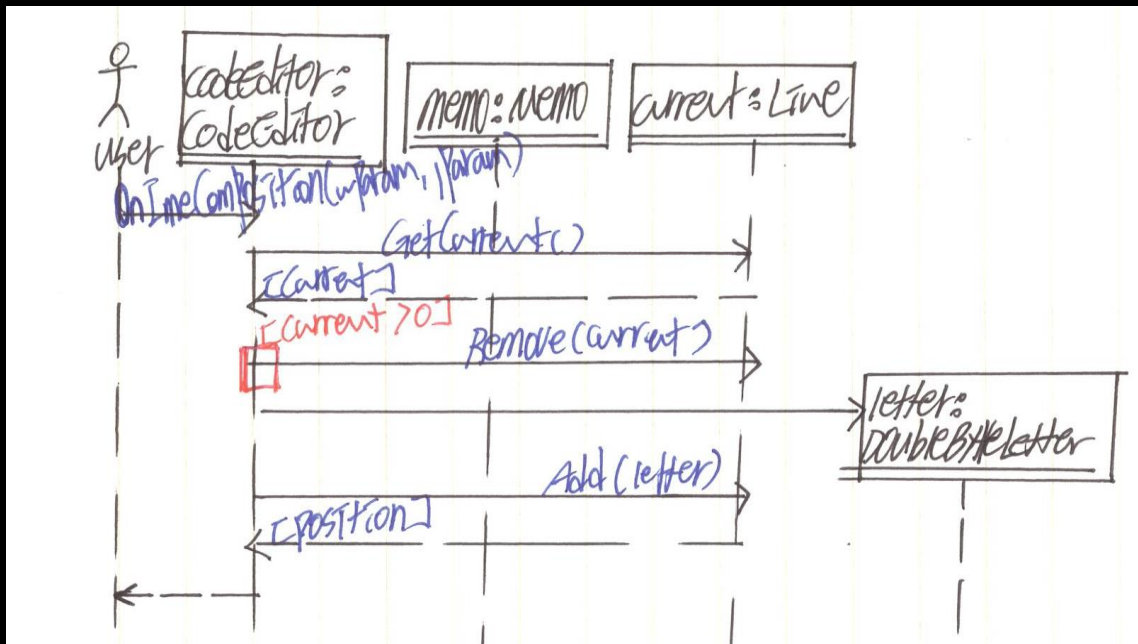 user
codeEditor:
CodeEditor
memo:Memo
current:Line
OnImeComposition(wParam, lParam)
GetCurrent()
[Current]
[Current >0]
Remove(current)
letter:
DoubleByteLetter
Add(letter)
[Position]